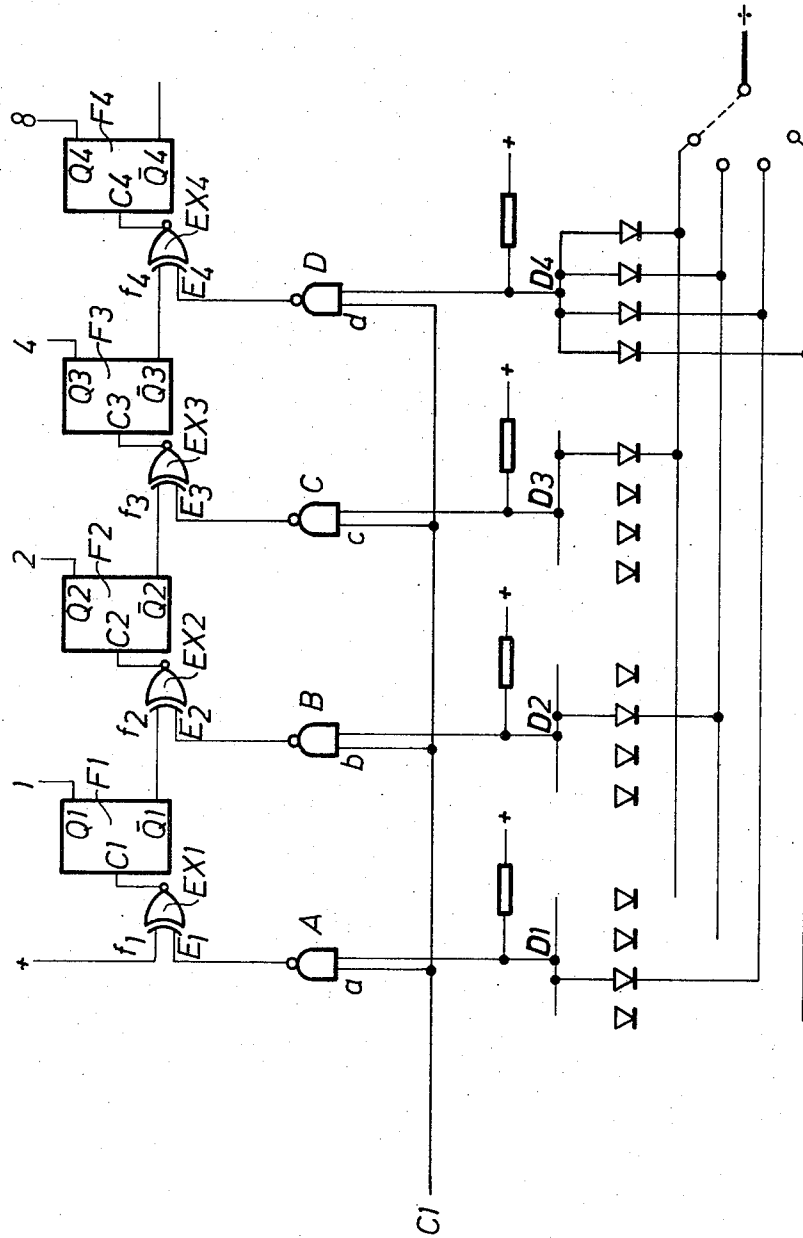 1
2
4
8
+
f1
E1
EX1
C1
Q1
Q̄1
F1
f2
E2
EX2
C2
Q2
Q̄2
F2
f3
E3
EX3
C3
Q3
Q̄3
F3
f4
E4
EX4
C4
Q4
Q̄4
F4
A
a
B
b
C
c
D
d
C1
D1
+
D2
+
D3
+
D4
+
÷